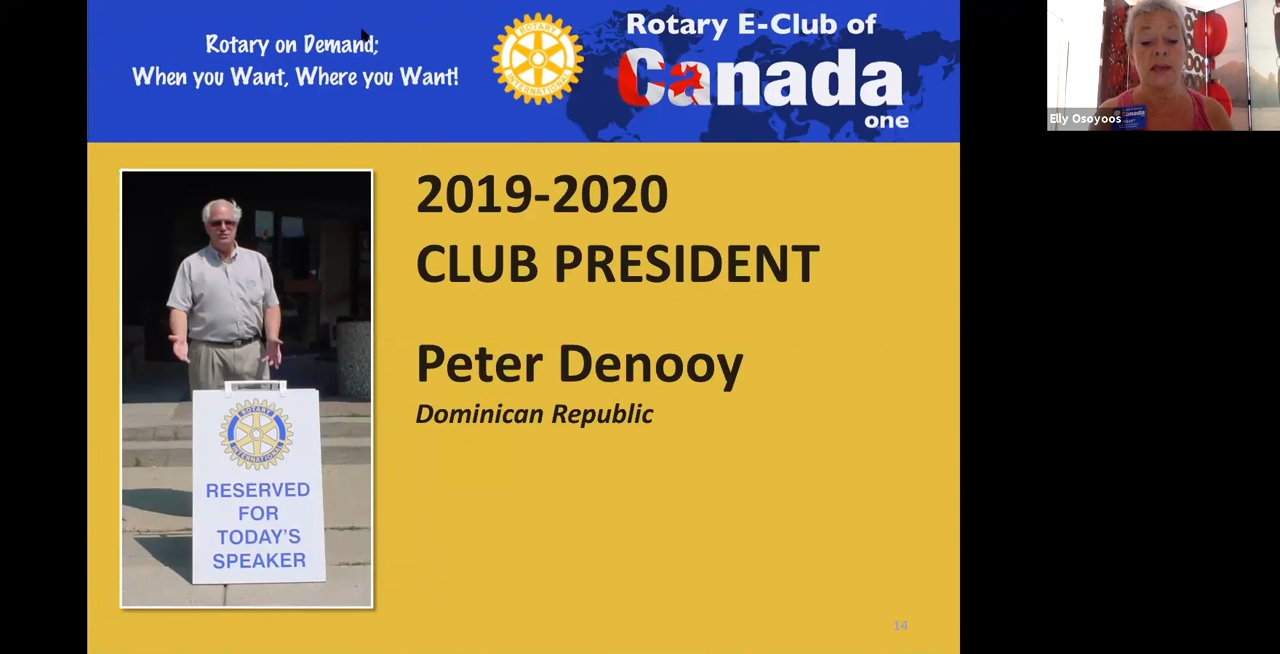 Rotary on Demand;
When you Want, Where you Want!
ROTARY
INTERNATIONAL
Rotary E-Club of
Canada
one
Elly Osoyoos
2019-2020
CLUB PRESIDENT
Peter Denooy
Dominican Republic
ROTARY
INTERNATIONAL
RESERVED
FOR
TODAY'S
SPEAKER
14